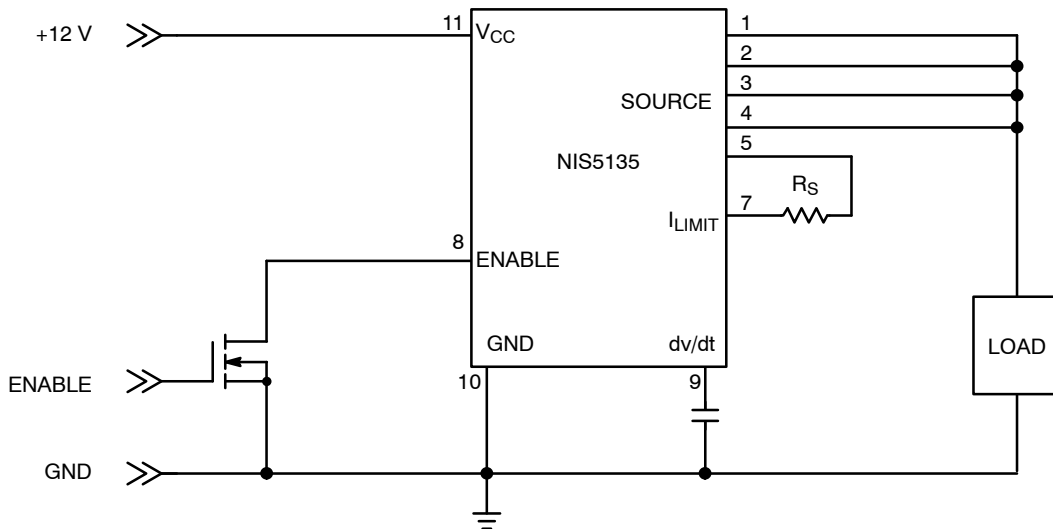 +12 V
11
V_CC
1
2
3
SOURCE
4
5
NIS5135
R_S
7
I_LIMIT
8
ENABLE
GND
dv/dt
LOAD
ENABLE
10
9
GND